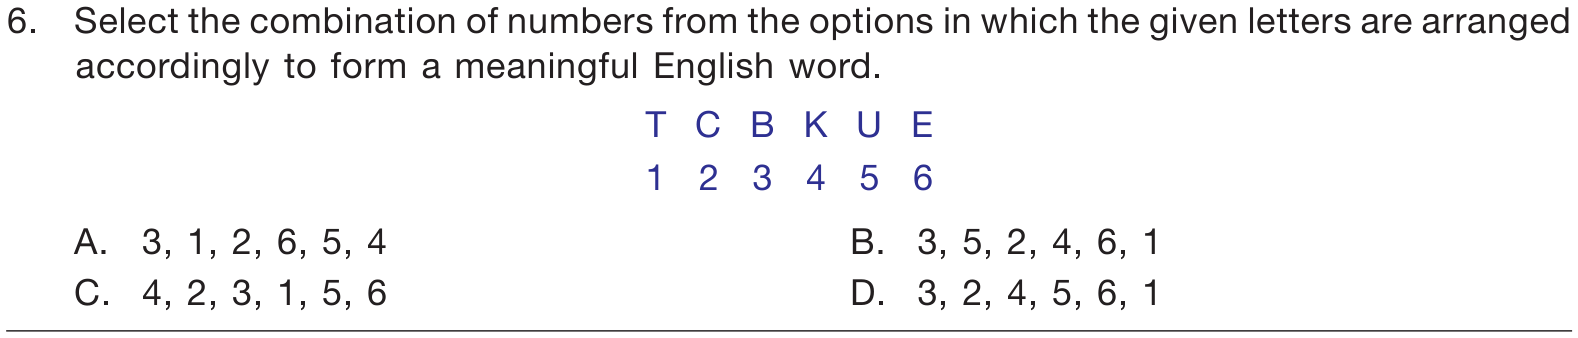 6. Select the combination of numbers from the options in which the given letters are arranged
accordingly to form a meaningful English word.
T C B K U E
1 2 3 4 5 6
A. 3, 1, 2, 6, 5, 4 B. 3, 5, 2, 4, 6, 1
C. 4, 2, 3, 1, 5, 6 D. 3, 2, 4, 5, 6, 1